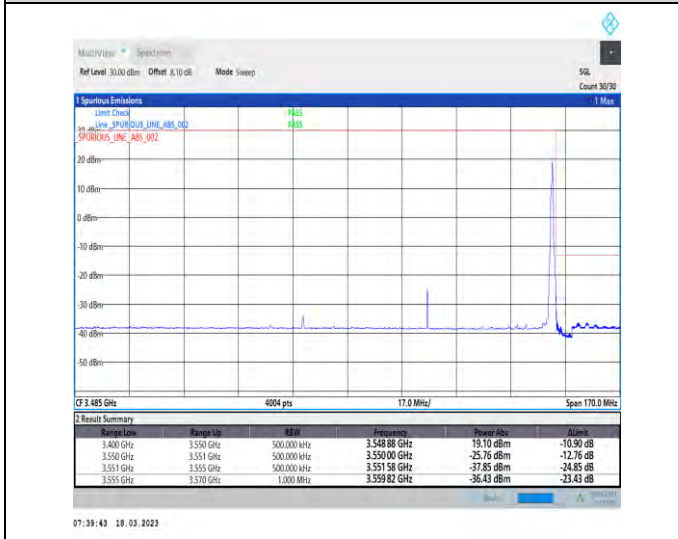 MultiView Spectrum
Ref Level 30.00 dBm Offset 8.10 dB Mode Sweep SGL
Count 30/30
1 Spurious Emissions 1 Max
Limit Check PASS
Line _SPURIOUS_LINE_ABS_002 PASS
30 dBm
_SPURIOUS_LINE_ABS_002
20 dBm
10 dBm
0 dBm
-10 dBm
-20 dBm
-30 dBm
-40 dBm
-50 dBm
CF 3.485 GHz 4004 pts 17.0 MHz/ Span 170.0 MHz
2 Result Summary
Range Low Range Up RBW Frequency Power Abs ΔLimit
3.400 GHz 3.550 GHz 500.000 kHz 3.548 88 GHz 19.10 dBm -10.90 dB
3.550 GHz 3.551 GHz 500.000 kHz 3.550 00 GHz -25.76 dBm -12.76 dB
3.551 GHz 3.555 GHz 500.000 kHz 3.551 58 GHz -37.85 dBm -24.85 dB
3.555 GHz 3.570 GHz 1.000 MHz 3.559 82 GHz -36.43 dBm -23.43 dB
07:39:43 18.03.2023